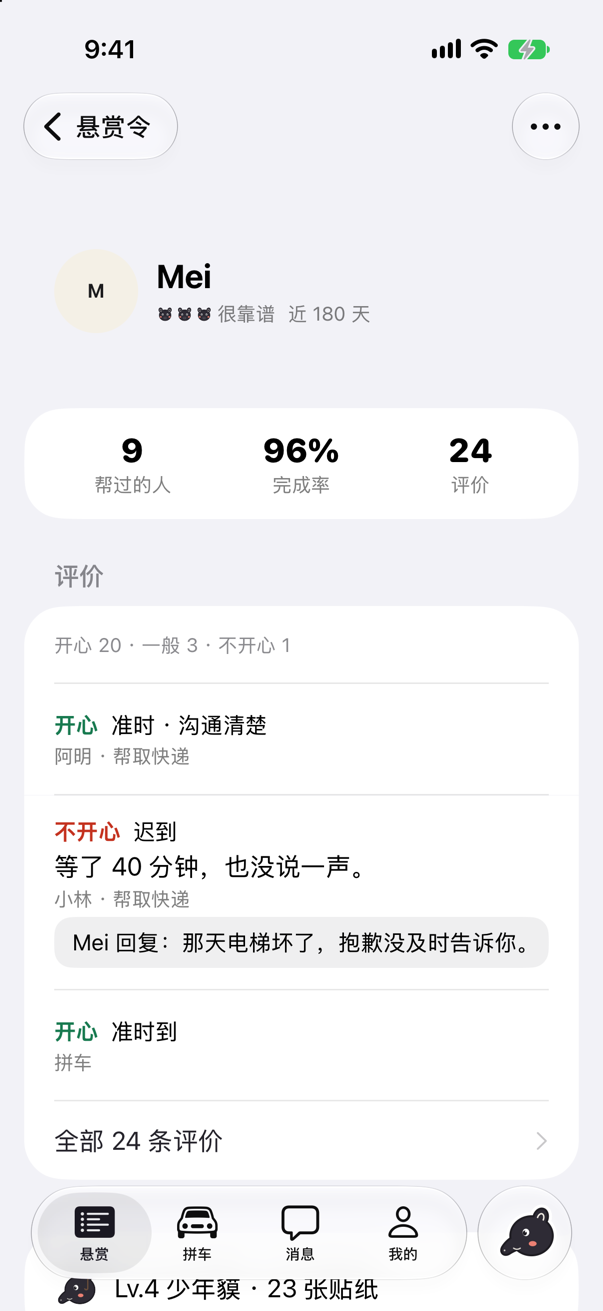 9:41
悬赏令
M
Mei
很靠谱 近 180 天
9
帮过的人
96%
完成率
24
评价
评价
开心 20 · 一般 3 · 不开心 1
开心 准时 · 沟通清楚
阿明 · 帮取快递
不开心 迟到
等了 40 分钟，也没说一声。
小林 · 帮取快递
Mei 回复：那天电梯坏了，抱歉没及时告诉你。
开心 准时到
拼车
全部 24 条评价
悬赏
拼车
消息
我的
Lv.4 少年貘 · 23 张贴纸